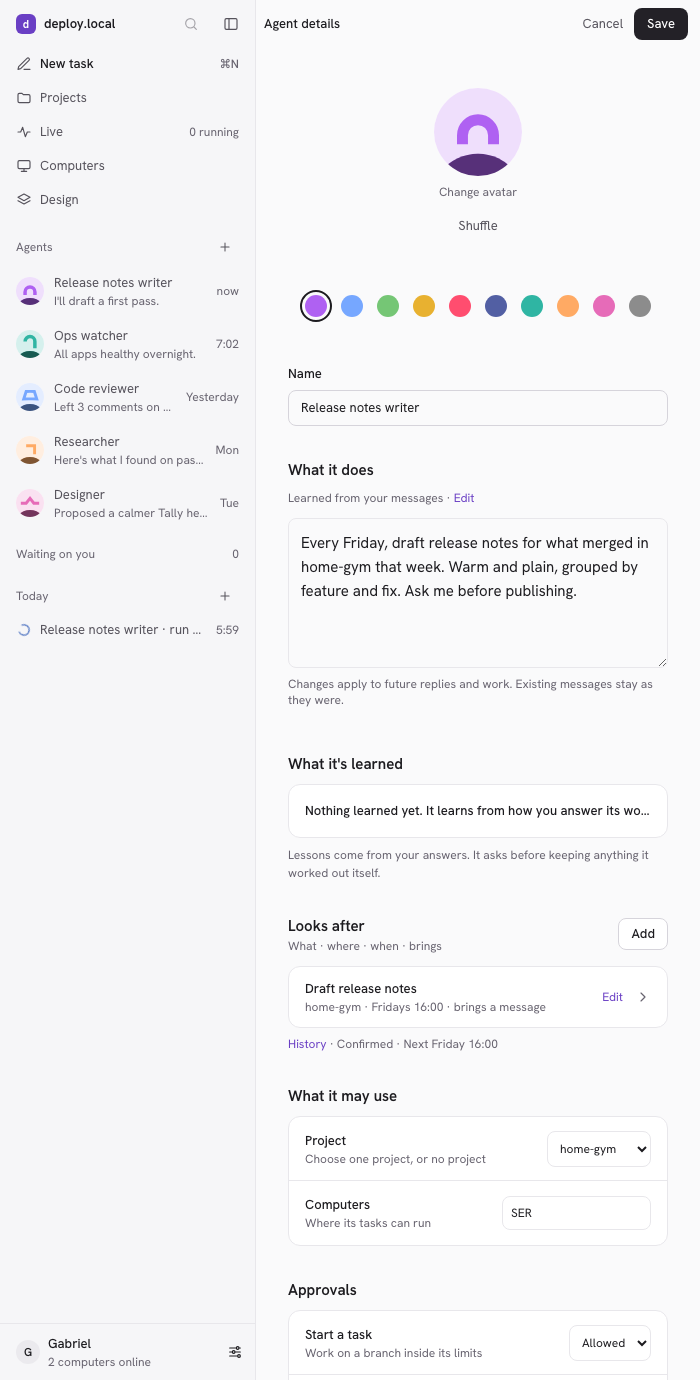 d deploy.local
New task ⌘N
Projects
Live 0 running
Computers
Design
Agents
Release notes writer
I'll draft a first pass. now
Ops watcher
All apps healthy overnight. 7:02
Code reviewer
Left 3 comments on ... Yesterday
Researcher
Here's what I found on pas... Mon
Designer
Proposed a calmer Tally he... Tue
Waiting on you 0
Today
Release notes writer · run ... 5:59
G Gabriel
2 computers online
Agent details Cancel Save
Change avatar
Shuffle
Name
Release notes writer
What it does
Learned from your messages · Edit
Every Friday, draft release notes for what merged in
home-gym that week. Warm and plain, grouped by
feature and fix. Ask me before publishing.
Changes apply to future replies and work. Existing messages stay as
they were.
What it's learned
Nothing learned yet. It learns from how you answer its wo...
Lessons come from your answers. It asks before keeping anything it
worked out itself.
Looks after
What · where · when · brings
Add
Draft release notes
home-gym · Fridays 16:00 · brings a message
Edit
History · Confirmed · Next Friday 16:00
What it may use
Project
Choose one project, or no project
home-gym
Computers
Where its tasks can run
SER
Approvals
Start a task
Work on a branch inside its limits
Allowed